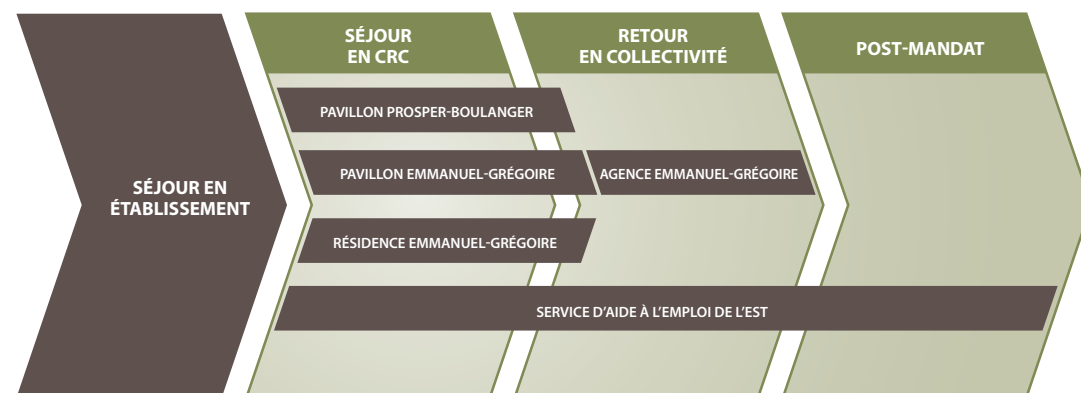 SÉJOUR EN
ÉTABLISSEMENT
SÉJOUR
EN CRC
RETOUR
EN COLLECTIVITÉ
POST-MANDAT
PAVILLON PROSPER-BOULANGER
PAVILLON EMMANUEL-GRÉGOIRE
AGENCE EMMANUEL-GRÉGOIRE
RÉSIDENCE EMMANUEL-GRÉGOIRE
SERVICE D'AIDE À L'EMPLOI DE L'EST